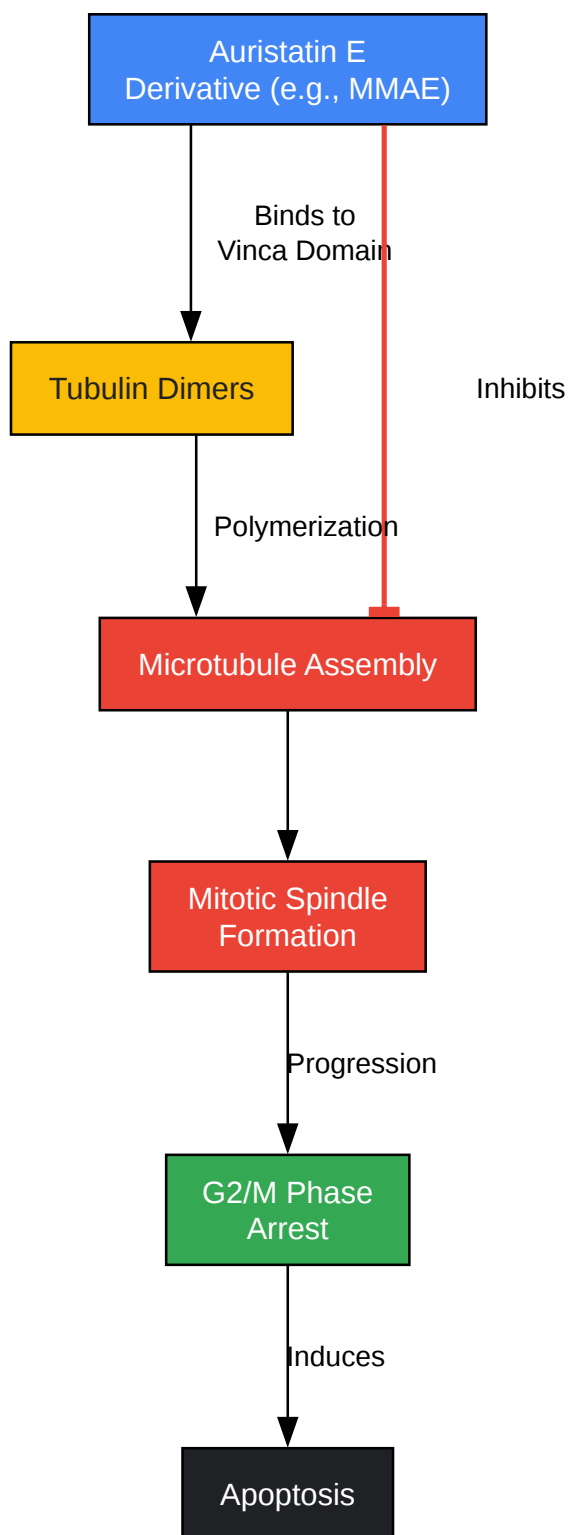 Auristatin E
Derivative (e.g., MMAE)
Binds to
Vinca Domain
Tubulin Dimers
Inhibits
Polymerization
Microtubule Assembly
Mitotic Spindle
Formation
Progression
G2/M Phase
Arrest
Induces
Apoptosis